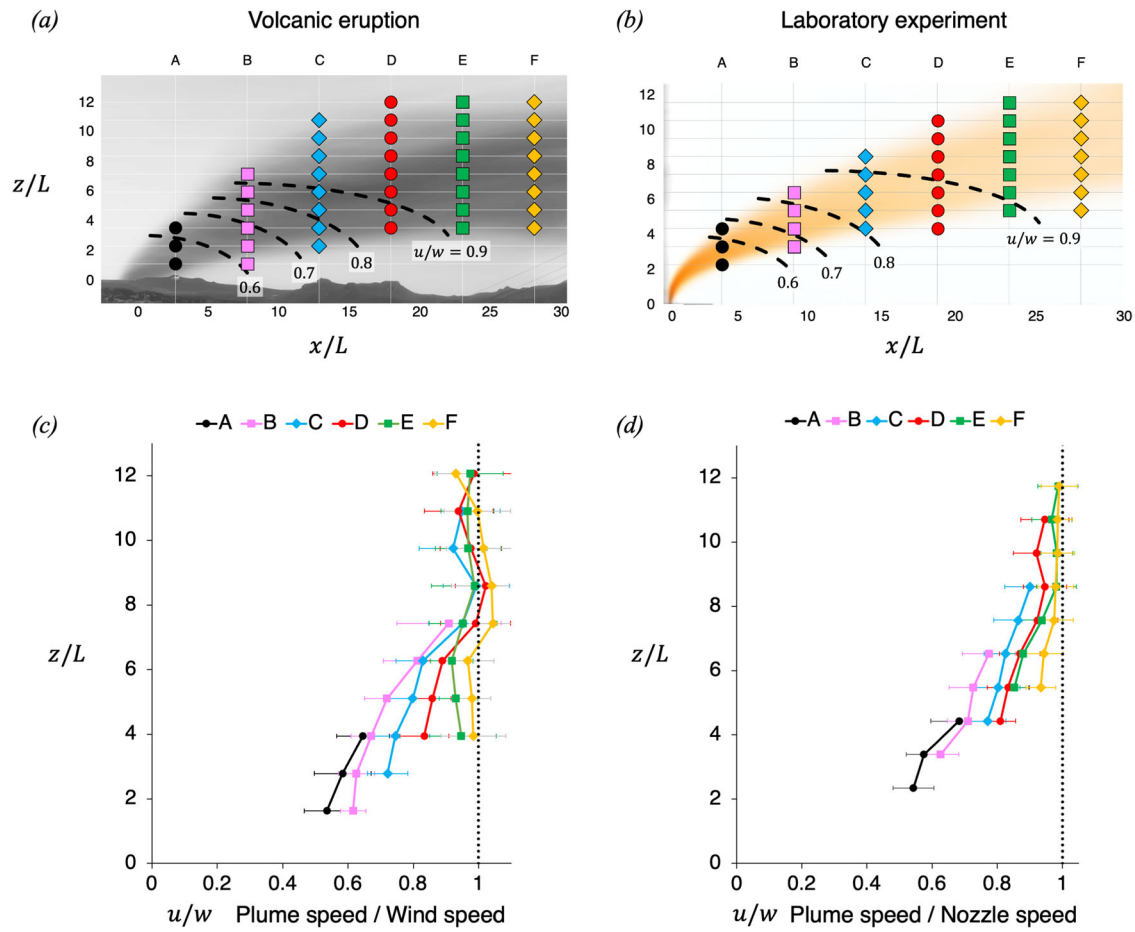 (a) Volcanic eruption
A B C D E F
12
10
8
6
4
2
0
z/L
0.6
0.7
0.8
u/w = 0.9
0 5 10 15 20 25 30
x/L
(b) Laboratory experiment
A B C D E F
12
10
8
6
4
2
0
z/L
0.6
0.7
0.8
u/w = 0.9
0 5 10 15 20 25 30
x/L
(c)
A B C D E F
12
10
8
6
4
2
0
z/L
0 0.2 0.4 0.6 0.8 1
u/w Plume speed / Wind speed
(d)
A B C D E F
12
10
8
6
4
2
0
z/L
0 0.2 0.4 0.6 0.8 1
u/w Plume speed / Nozzle speed